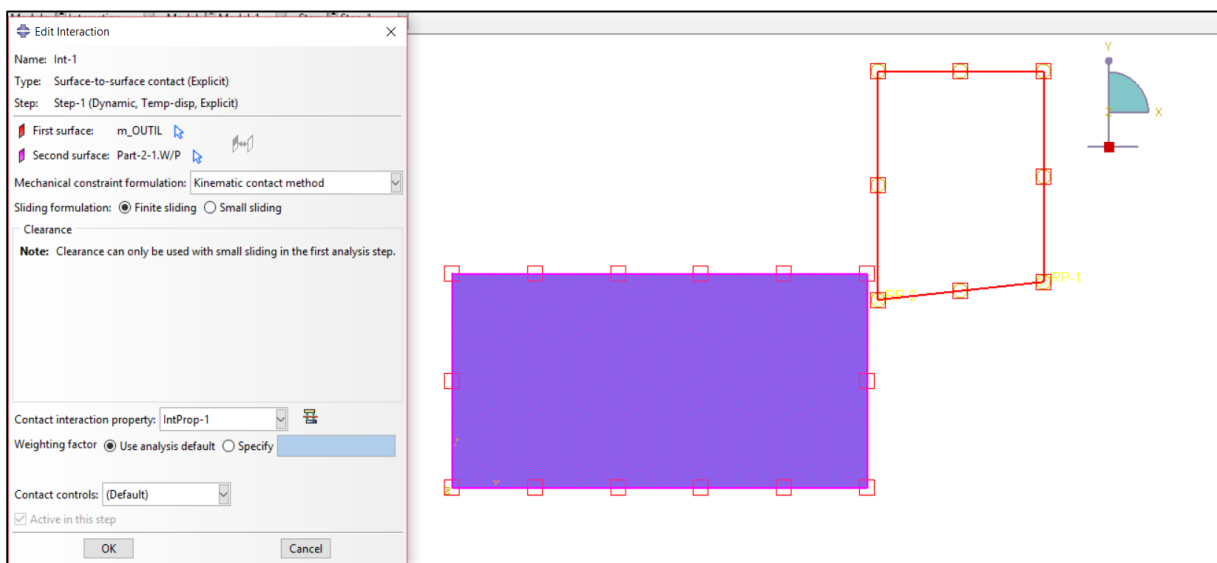 Edit Interaction
Name: Int-1
Type: Surface-to-surface contact (Explicit)
Step: Step-1 (Dynamic, Temp-disp, Explicit)
First surface: m_OUTIL
Second surface: Part-2-1.W/P
Mechanical constraint formulation: Kinematic contact method
Sliding formulation: Finite sliding Small sliding
Clearance
Note: Clearance can only be used with small sliding in the first analysis step.
Contact interaction property: IntProp-1
Weighting factor Use analysis default Specify
Contact controls: (Default)
Active in this step
OK Cancel
Y
Z X
RP-1